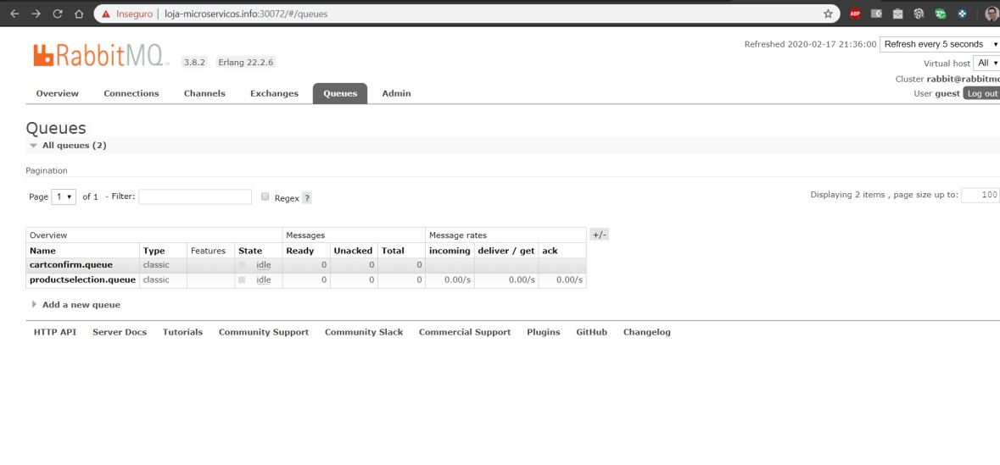 Inseguro | loja-microservicos.info:30072/#/queues
ABP
RabbitMQ 3.8.2 Erlang 22.2.6
Refreshed 2020-02-17 21:36:00 Refresh every 5 seconds
Virtual host All
Cluster rabbit@rabbitmq
User guest Log out
Overview Connections Channels Exchanges Queues Admin
Queues
All queues (2)
Pagination
Page 1 of 1 - Filter: Regex ? Displaying 2 items , page size up to: 100
Overview Messages Message rates +/-
Name Type Features State Ready Unacked Total incoming deliver / get ack
cartconfirm.queue classic idle 0 0 0
productselection.queue classic idle 0 0 0 0.00/s 0.00/s 0.00/s
Add a new queue
HTTP API Server Docs Tutorials Community Support Community Slack Commercial Support Plugins GitHub Changelog